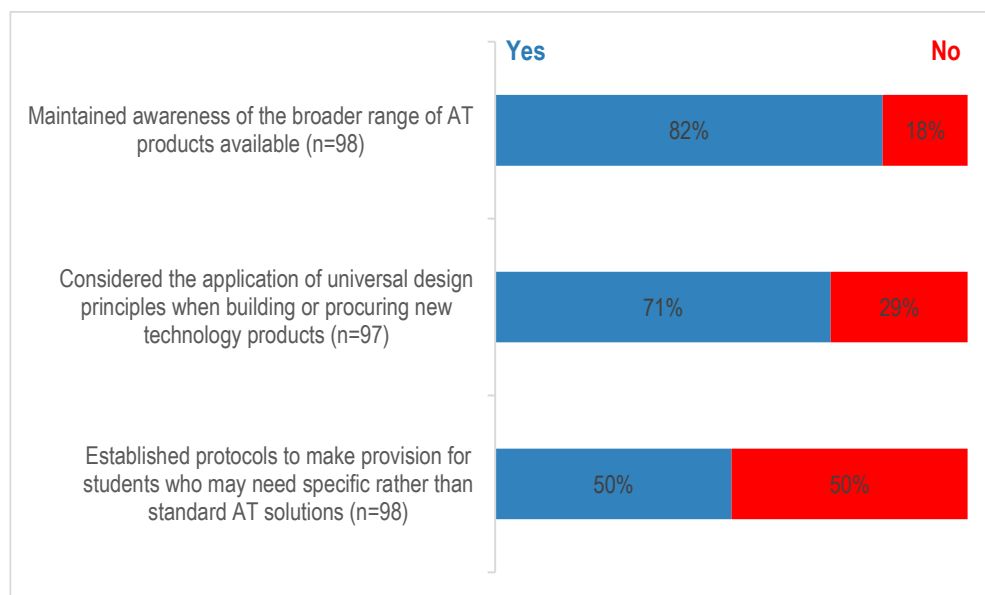 Yes No
Maintained awareness of the broader range of AT
products available (n=98)
82% 18%
Considered the application of universal design
principles when building or procuring new
technology products (n=97)
71% 29%
Established protocols to make provision for
students who may need specific rather than
standard AT solutions (n=98)
50% 50%